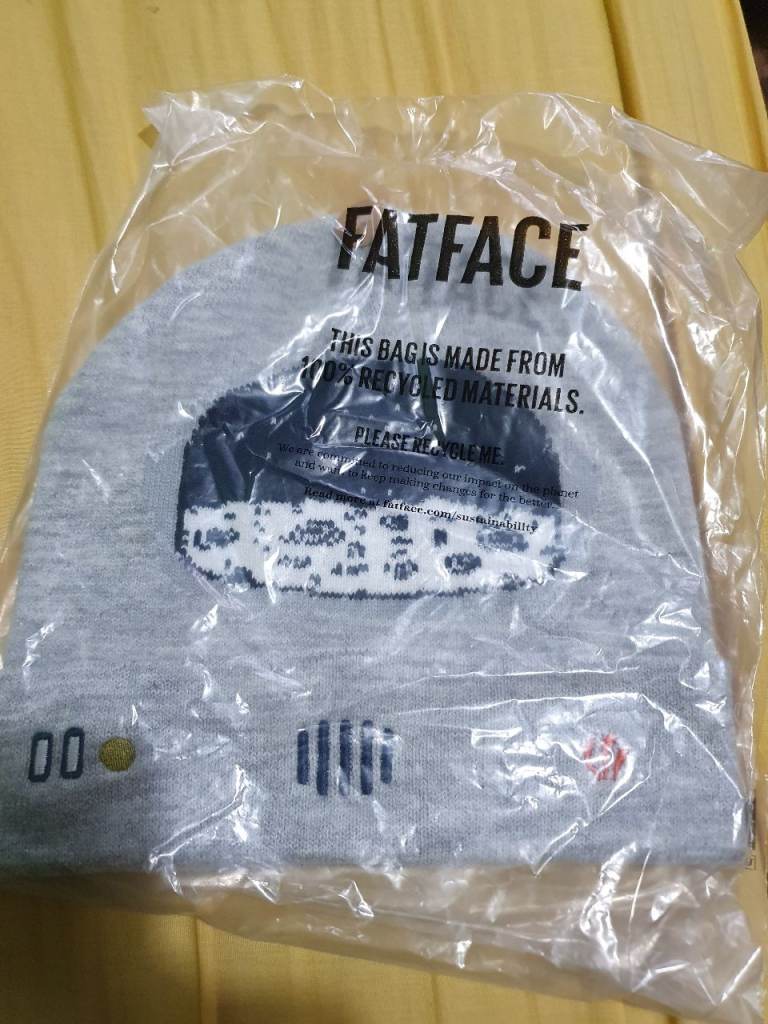 FATFACE
THIS BAG IS MADE FROM
100% RECYCLED MATERIALS.
PLEASE RECYCLE ME.
We are committed to reducing our impact on the planet
and want to keep making changes for the better.
Read more at fatface.com/sustainability